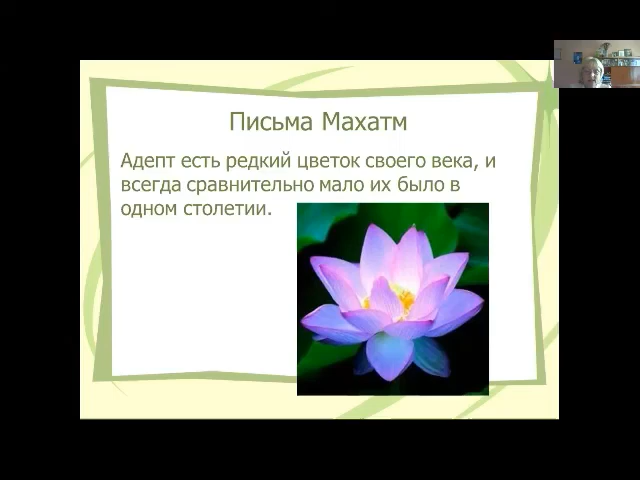 Письма Махатм
Адепт есть редкий цветок своего века, и
всегда сравнительно мало их было в
одном столетии.